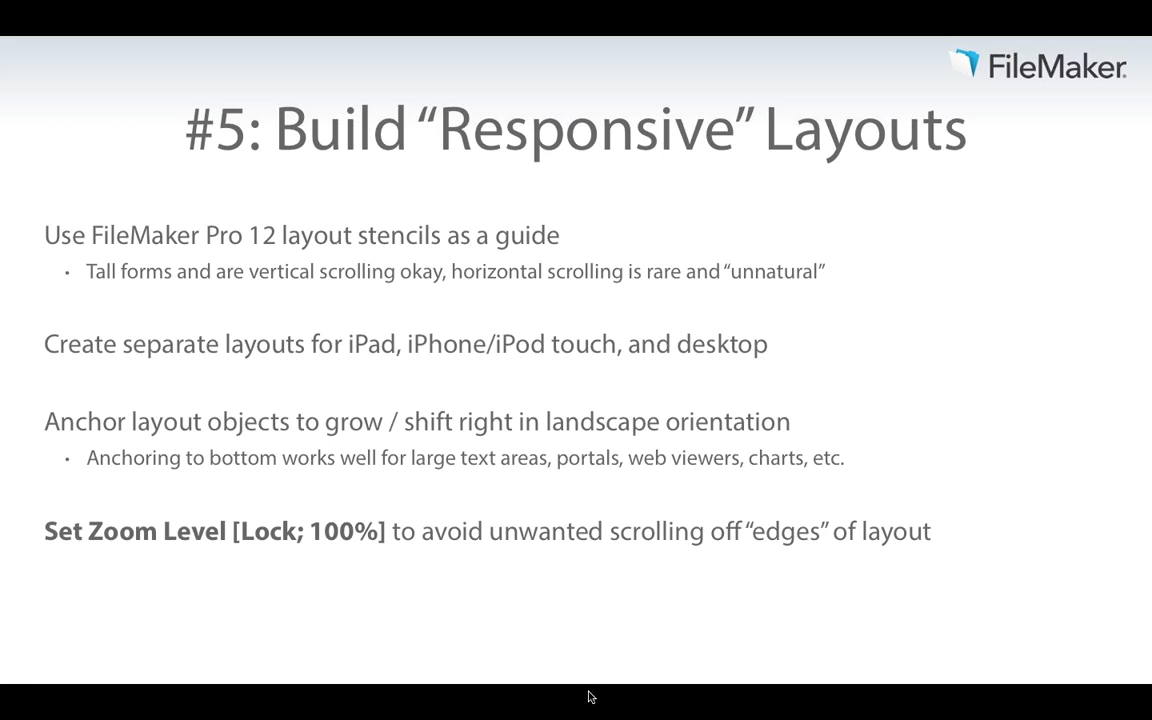 FileMaker.
#5: Build “Responsive” Layouts
Use FileMaker Pro 12 layout stencils as a guide
• Tall forms and are vertical scrolling okay, horizontal scrolling is rare and “unnatural”
Create separate layouts for iPad, iPhone/iPod touch, and desktop
Anchor layout objects to grow / shift right in landscape orientation
• Anchoring to bottom works well for large text areas, portals, web viewers, charts, etc.
Set Zoom Level [Lock; 100%] to avoid unwanted scrolling off “edges” of layout